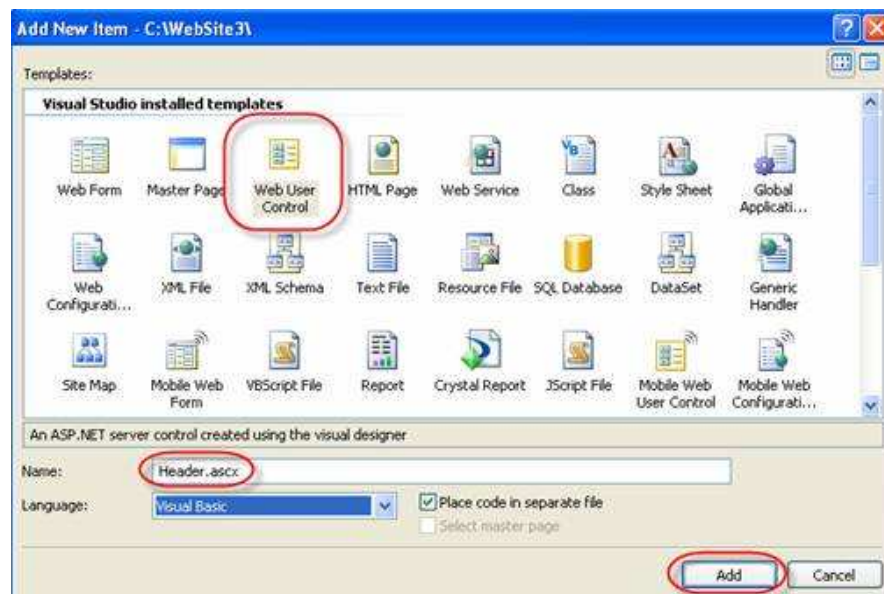 Add New Item - C:\WebSite3\
Templates:
Visual Studio installed templates
Web Form
Master Page
Web User
Control
HTML Page
Web Service
Class
Style Sheet
Global
Applicati...
Web
Configurati...
XML File
XML Schema
Text File
Resource File
SQL Database
DataSet
Generic
Handler
Site Map
Mobile Web
Form
VBScript File
Report
Crystal Report
JScript File
Mobile Web
User Control
Mobile Web
Configurati...
An ASP.NET server control created using the visual designer
Name:
Header.ascx
Language:
Visual Basic
Place code in separate file
Select master page
Add
Cancel